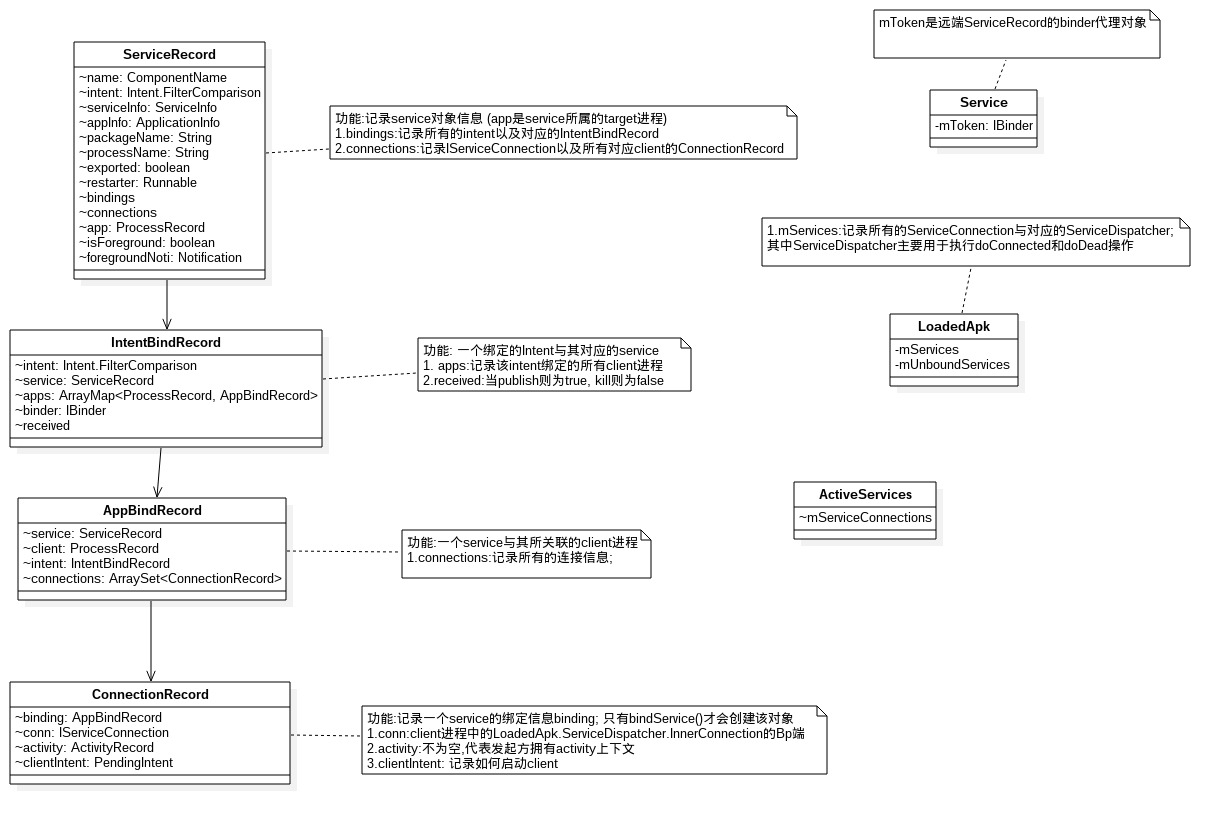 ServiceRecord
~name: ComponentName
~intent: Intent.FilterComparison
~serviceInfo: ServiceInfo
~appInfo: ApplicationInfo
~packageName: String
~processName: String
~exported: boolean
~restarter: Runnable
~bindings
~connections
~app: ProcessRecord
~isForeground: boolean
~foregroundNoti: Notification
功能:记录service对象信息 (app是service所属的target进程)
1.bindings:记录所有的intent以及对应的IntentBindRecord
2.connections:记录IServiceConnection以及所有对应client的ConnectionRecord
mToken是远端ServiceRecord的binder代理对象
Service
-mToken: IBinder
1.mServices:记录所有的ServiceConnection与对应的ServiceDispatcher;
其中ServiceDispatcher主要用于执行doConnected和doDead操作
LoadedApk
-mServices
-mUnboundServices
IntentBindRecord
~intent: Intent.FilterComparison
~service: ServiceRecord
~apps: ArrayMap<ProcessRecord, AppBindRecord>
~binder: IBinder
~received
功能: 一个绑定的Intent与其对应的service
1. apps:记录该intent绑定的所有client进程
2.received:当publish则为true, kill则为false
ActiveServices
~mServiceConnections
AppBindRecord
~service: ServiceRecord
~client: ProcessRecord
~intent: IntentBindRecord
~connections: ArraySet<ConnectionRecord>
功能:一个service与其所关联的client进程
1.connections:记录所有的连接信息;
ConnectionRecord
~binding: AppBindRecord
~conn: IServiceConnection
~activity: ActivityRecord
~clientIntent: PendingIntent
功能:记录一个service的绑定信息binding; 只有bindService()才会创建该对象
1.conn:client进程中的LoadedApk.ServiceDispatcher.InnerConnection的Bp端
2.activity:不为空,代表发起方拥有activity上下文
3.clientIntent: 记录如何启动client